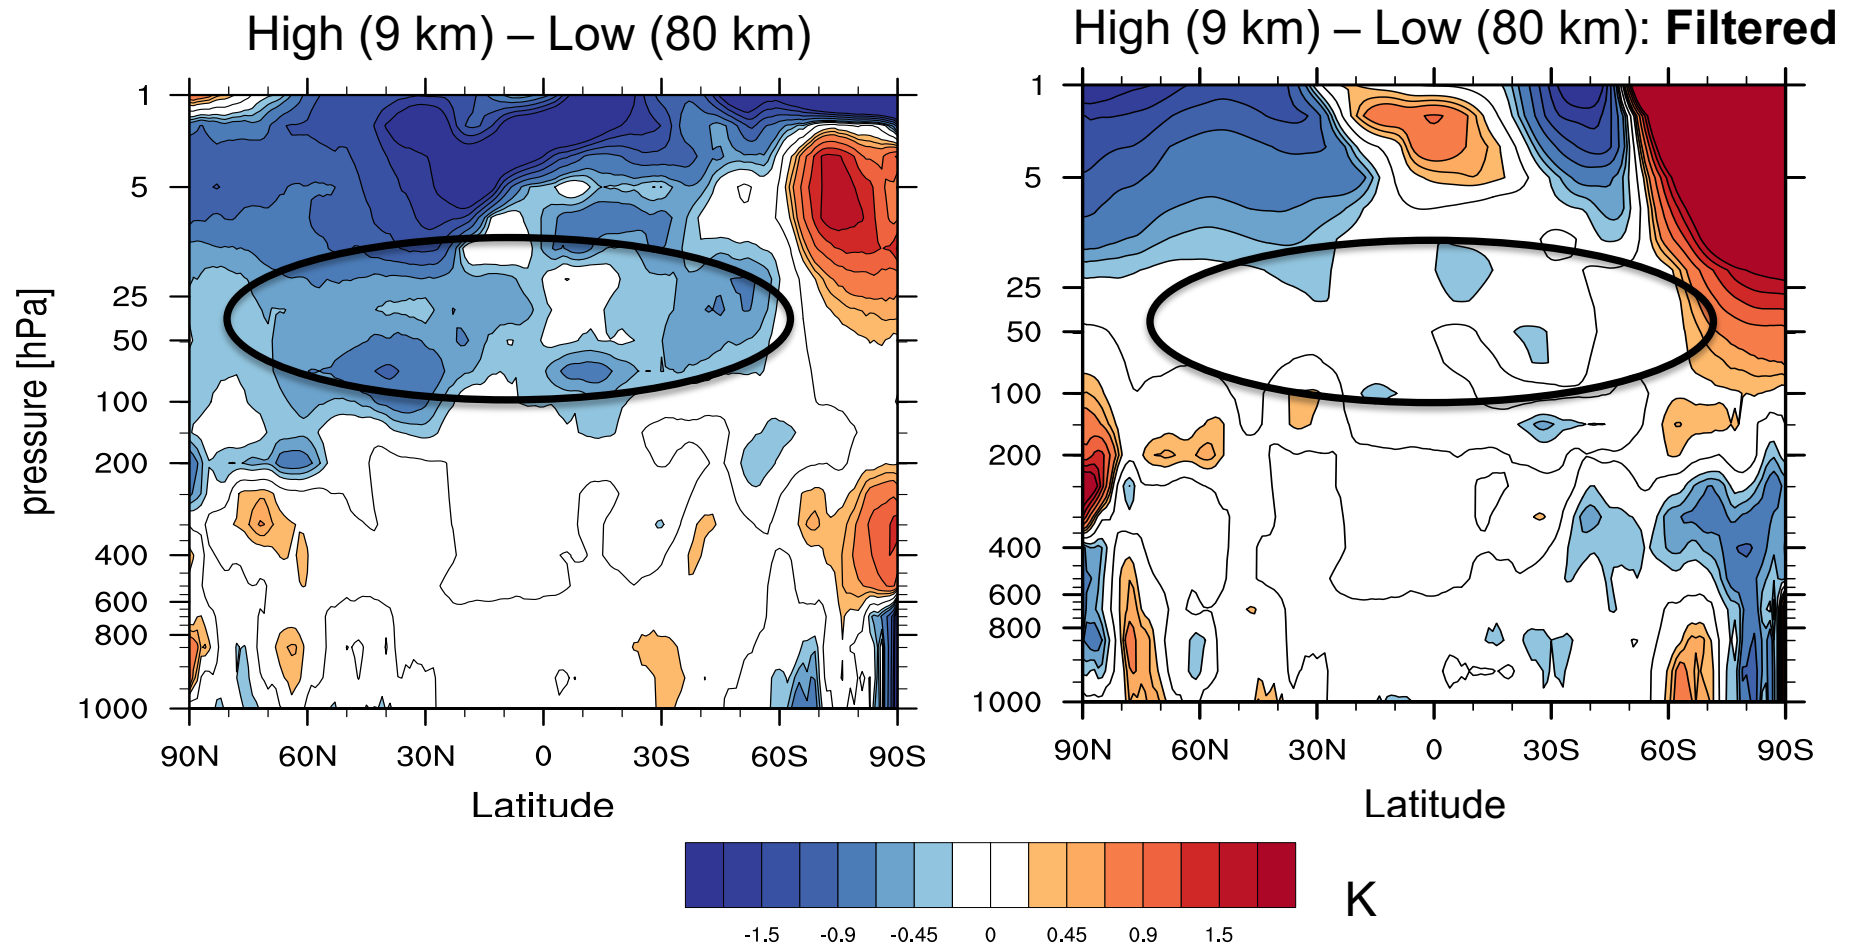 High (9 km) – Low (80 km)
High (9 km) – Low (80 km): Filtered
pressure [hPa]
1
5
25
50
100
200
400
600
800
1000
90N 60N 30N 0 30S 60S 90S
Latitude
1
5
25
50
100
200
400
600
800
1000
90N 60N 30N 0 30S 60S 90S
Latitude
-1.5 -0.9 -0.45 0 0.45 0.9 1.5
K